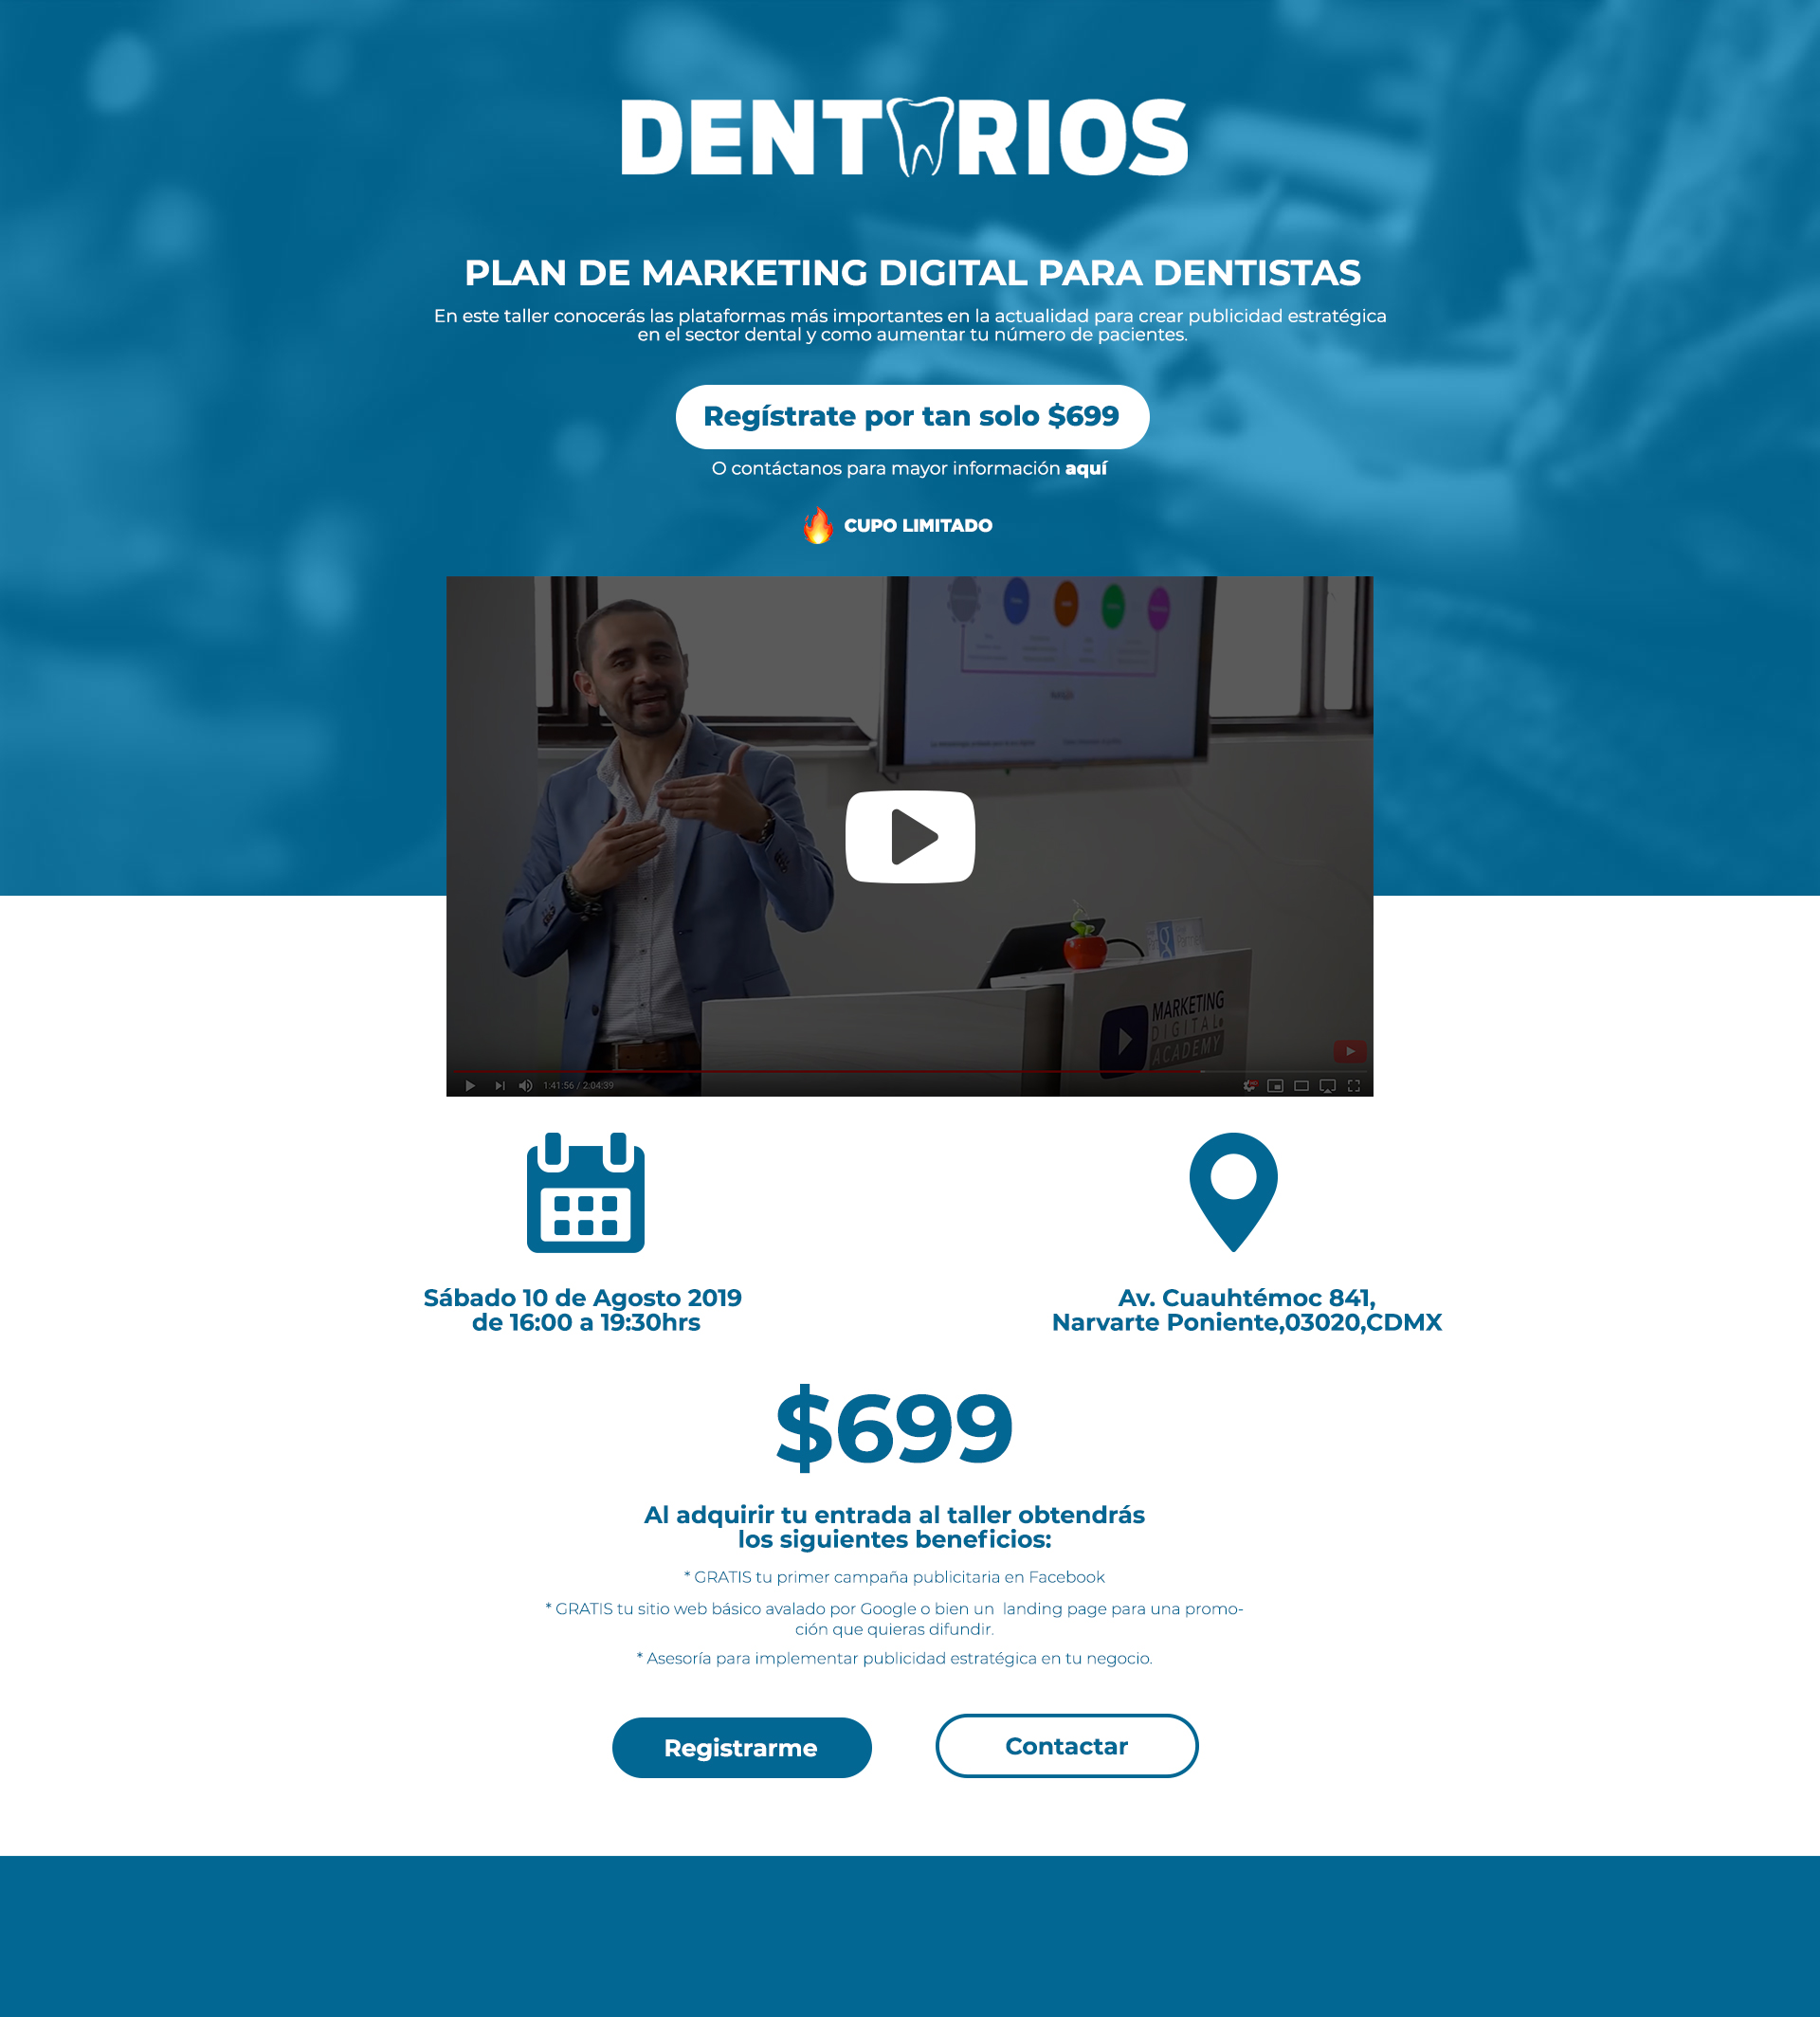 DENTARIOS
PLAN DE MARKETING DIGITAL PARA DENTISTAS
En este taller conocerás las plataformas más importantes en la actualidad para crear publicidad estratégica
en el sector dental y como aumentar tu número de pacientes.
Regístrate por tan solo $699
O contáctanos para mayor información aquí
CUPO LIMITADO
MARKETING
DIGITAL
ACADEMY
1:41:56 / 2:04:39
HD
Sábado 10 de Agosto 2019
de 16:00 a 19:30hrs
Av. Cuauhtémoc 841,
Narvarte Poniente,03020,CDMX
$699
Al adquirir tu entrada al taller obtendrás
los siguientes beneficios:
* GRATIS tu primer campaña publicitaria en Facebook
* GRATIS tu sitio web básico avalado por Google o bien un  landing page para una promo-
ción que quieras difundir.
* Asesoría para implementar publicidad estratégica en tu negocio.
Registrarme
Contactar